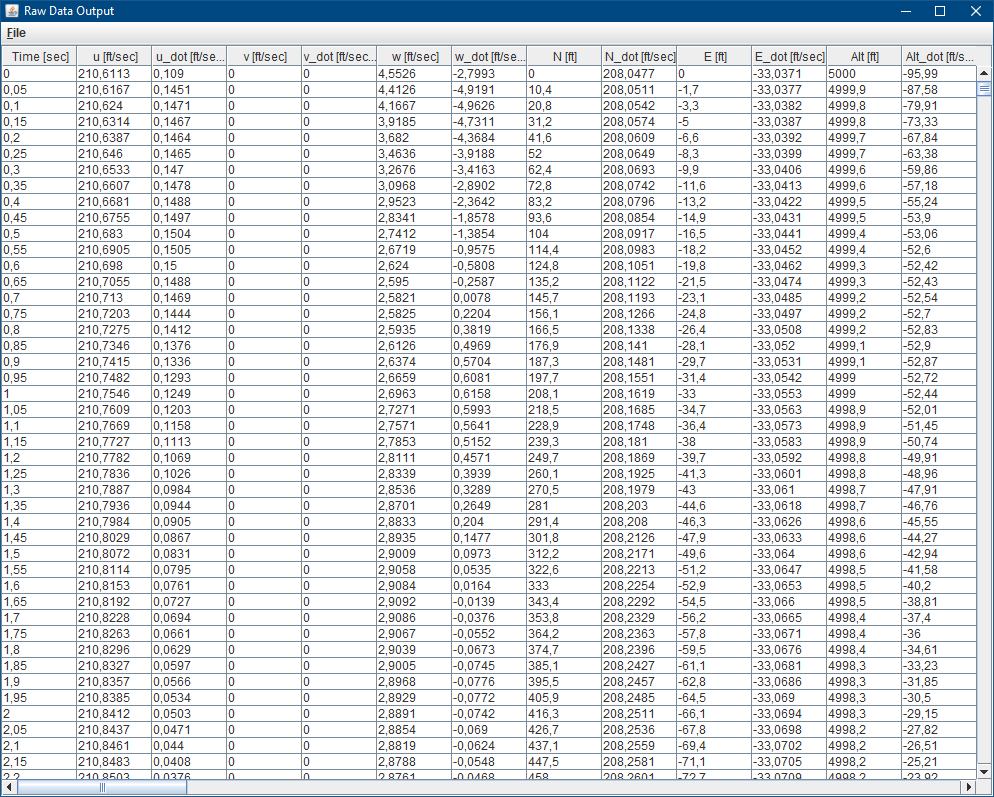 Raw Data Output
File
Time [sec] u [ft/sec] u_dot [ft/se... v [ft/sec] v_dot [ft/sec... w [ft/sec] w_dot [ft/se... N [ft] N_dot [ft/sec] E [ft] E_dot [ft/sec] Alt [ft] Alt_dot [ft/s...
0 210,6113 0,109 0 0 4,5526 -2,7993 0 208,0477 0 -33,0371 5000 -95,99
0,05 210,6167 0,1451 0 0 4,4126 -4,9191 10,4 208,0511 -1,7 -33,0377 4999,9 -87,58
0,1 210,624 0,1471 0 0 4,1667 -4,9626 20,8 208,0542 -3,3 -33,0382 4999,8 -79,91
0,15 210,6314 0,1467 0 0 3,9185 -4,7311 31,2 208,0574 -5 -33,0387 4999,8 -73,33
0,2 210,6387 0,1464 0 0 3,682 -4,3684 41,6 208,0609 -6,6 -33,0392 4999,7 -67,84
0,25 210,646 0,1465 0 0 3,4636 -3,9188 52 208,0649 -8,3 -33,0399 4999,7 -63,38
0,3 210,6533 0,147 0 0 3,2676 -3,4163 62,4 208,0693 -9,9 -33,0406 4999,6 -59,86
0,35 210,6607 0,1478 0 0 3,0968 -2,8902 72,8 208,0742 -11,6 -33,0413 4999,6 -57,18
0,4 210,6681 0,1488 0 0 2,9523 -2,3642 83,2 208,0796 -13,2 -33,0422 4999,5 -55,24
0,45 210,6755 0,1497 0 0 2,8341 -1,8578 93,6 208,0854 -14,9 -33,0431 4999,5 -53,9
0,5 210,683 0,1504 0 0 2,7412 -1,3854 104 208,0917 -16,5 -33,0441 4999,4 -53,06
0,55 210,6905 0,1505 0 0 2,6719 -0,9575 114,4 208,0983 -18,2 -33,0452 4999,4 -52,6
0,6 210,698 0,15 0 0 2,624 -0,5808 124,8 208,1051 -19,8 -33,0462 4999,3 -52,42
0,65 210,7055 0,1488 0 0 2,595 -0,2587 135,2 208,1122 -21,5 -33,0474 4999,3 -52,43
0,7 210,713 0,1469 0 0 2,5821 0,0078 145,7 208,1193 -23,1 -33,0485 4999,2 -52,54
0,75 210,7203 0,1444 0 0 2,5825 0,2204 156,1 208,1266 -24,8 -33,0497 4999,2 -52,7
0,8 210,7275 0,1412 0 0 2,5935 0,3819 166,5 208,1338 -26,4 -33,0508 4999,2 -52,83
0,85 210,7346 0,1376 0 0 2,6126 0,4969 176,9 208,141 -28,1 -33,052 4999,1 -52,9
0,9 210,7415 0,1336 0 0 2,6374 0,5704 187,3 208,1481 -29,7 -33,0531 4999,1 -52,87
0,95 210,7482 0,1293 0 0 2,6659 0,6081 197,7 208,1551 -31,4 -33,0542 4999 -52,72
1 210,7546 0,1249 0 0 2,6963 0,6158 208,1 208,1619 -33 -33,0553 4999 -52,44
1,05 210,7609 0,1203 0 0 2,7271 0,5993 218,5 208,1685 -34,7 -33,0563 4998,9 -52,01
1,1 210,7669 0,1158 0 0 2,7571 0,5641 228,9 208,1748 -36,4 -33,0573 4998,9 -51,45
1,15 210,7727 0,1113 0 0 2,7853 0,5152 239,3 208,181 -38 -33,0583 4998,9 -50,74
1,2 210,7782 0,1069 0 0 2,8111 0,4571 249,7 208,1869 -39,7 -33,0592 4998,8 -49,91
1,25 210,7836 0,1026 0 0 2,8339 0,3939 260,1 208,1925 -41,3 -33,0601 4998,8 -48,96
1,3 210,7887 0,0984 0 0 2,8536 0,3289 270,5 208,1979 -43 -33,061 4998,7 -47,91
1,35 210,7936 0,0944 0 0 2,8701 0,2649 281 208,203 -44,6 -33,0618 4998,7 -46,76
1,4 210,7984 0,0905 0 0 2,8833 0,204 291,4 208,208 -46,3 -33,0626 4998,6 -45,55
1,45 210,8029 0,0867 0 0 2,8935 0,1477 301,8 208,2126 -47,9 -33,0633 4998,6 -44,27
1,5 210,8072 0,0831 0 0 2,9009 0,0973 312,2 208,2171 -49,6 -33,064 4998,6 -42,94
1,55 210,8114 0,0795 0 0 2,9058 0,0535 322,6 208,2213 -51,2 -33,0647 4998,5 -41,58
1,6 210,8153 0,0761 0 0 2,9084 0,0164 333 208,2254 -52,9 -33,0653 4998,5 -40,2
1,65 210,8192 0,0727 0 0 2,9092 -0,0139 343,4 208,2292 -54,5 -33,066 4998,5 -38,81
1,7 210,8228 0,0694 0 0 2,9086 -0,0376 353,8 208,2329 -56,2 -33,0665 4998,4 -37,4
1,75 210,8263 0,0661 0 0 2,9067 -0,0552 364,2 208,2363 -57,8 -33,0671 4998,4 -36
1,8 210,8296 0,0629 0 0 2,9039 -0,0673 374,7 208,2396 -59,5 -33,0676 4998,4 -34,61
1,85 210,8327 0,0597 0 0 2,9005 -0,0745 385,1 208,2427 -61,1 -33,0681 4998,3 -33,23
1,9 210,8357 0,0566 0 0 2,8968 -0,0776 395,5 208,2457 -62,8 -33,0686 4998,3 -31,85
1,95 210,8385 0,0534 0 0 2,8929 -0,0772 405,9 208,2485 -64,5 -33,069 4998,3 -30,5
2 210,8412 0,0503 0 0 2,8891 -0,0742 416,3 208,2511 -66,1 -33,0694 4998,3 -29,15
2,05 210,8437 0,0471 0 0 2,8854 -0,069 426,7 208,2536 -67,8 -33,0698 4998,2 -27,82
2,1 210,8461 0,044 0 0 2,8819 -0,0624 437,1 208,2559 -69,4 -33,0702 4998,2 -26,51
2,15 210,8483 0,0408 0 0 2,8788 -0,0548 447,5 208,2581 -71,1 -33,0705 4998,2 -25,21
2,2 210,8503 0,0376 0 0 2,8761 -0,0468 458 208,2601 -72,7 -33,0709 4998,2 -23,92